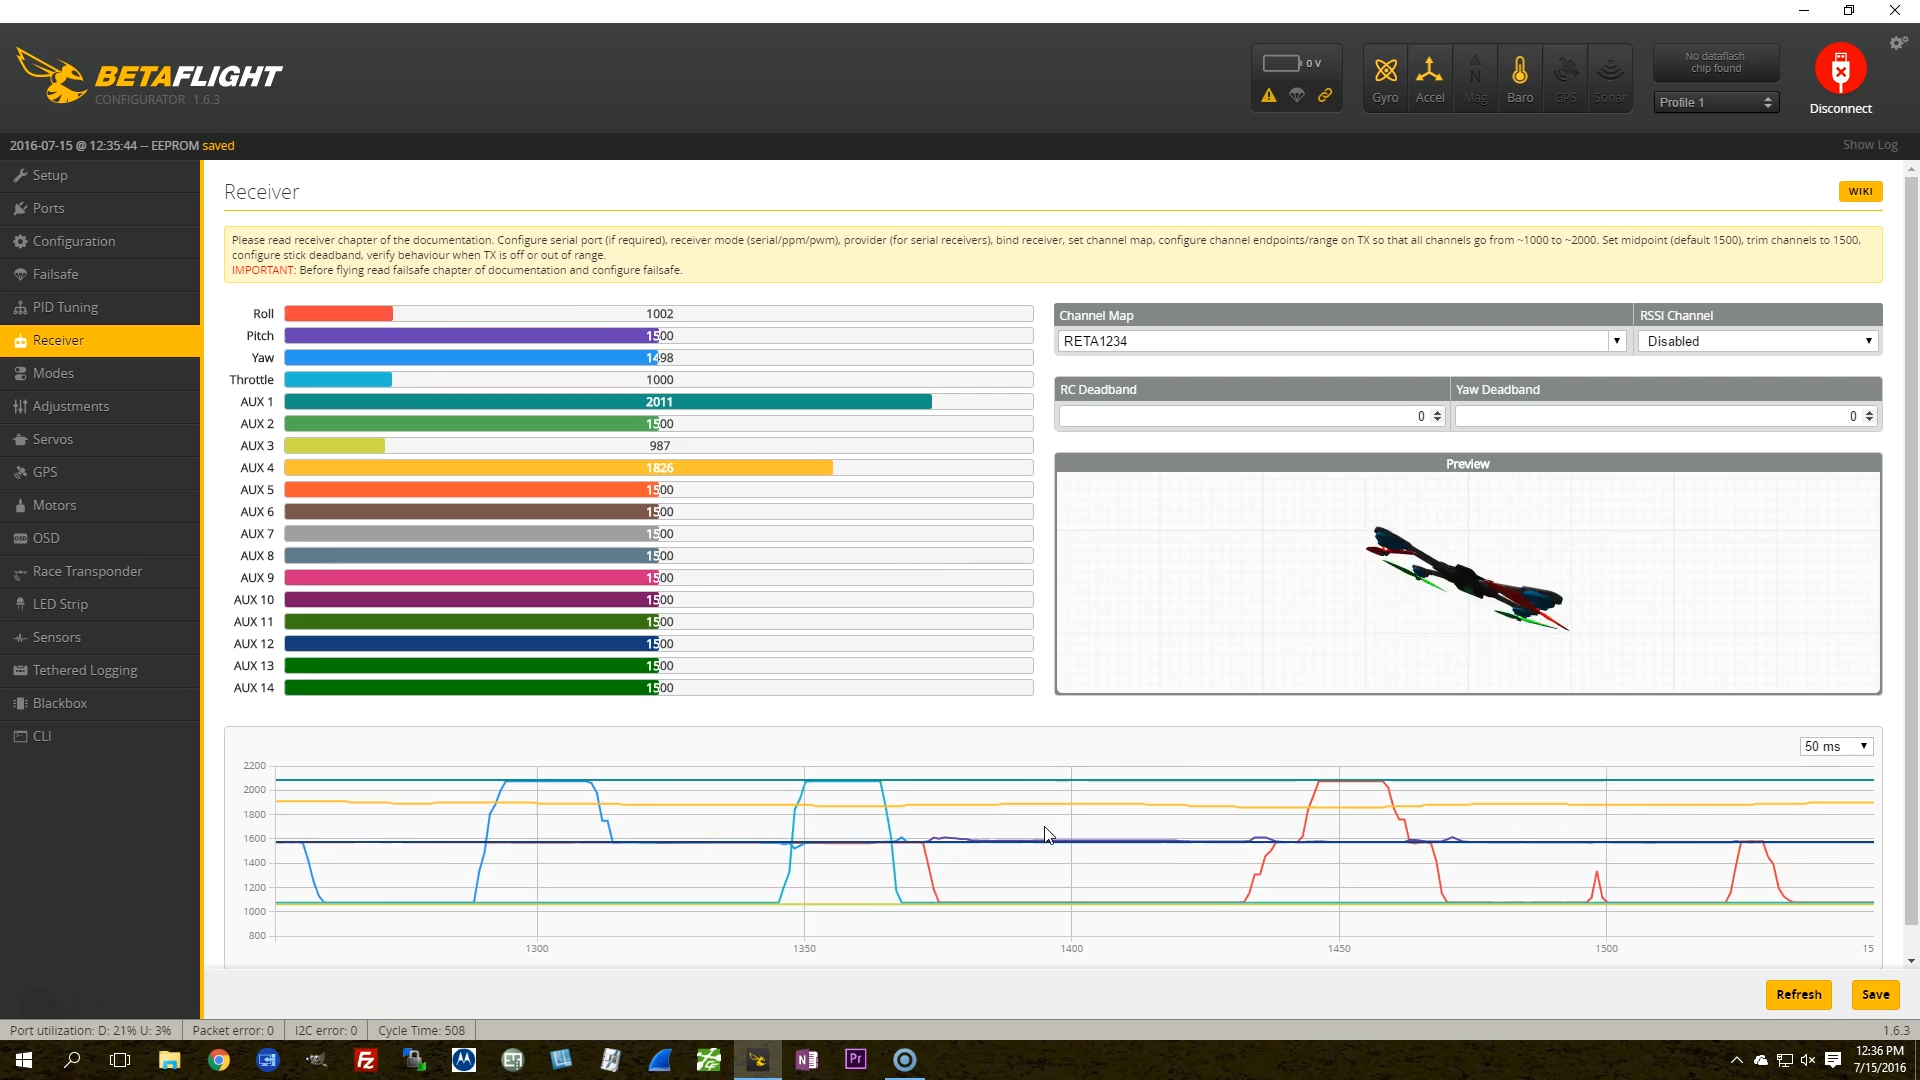 BETAFLIGHT
CONFIGURATOR 1.6.3
0 V
Gyro
Accel
Mag
Baro
GPS
Sonar
No dataflash
chip found
Profile 1
Disconnect
2016-07-15 @ 12:35:44 -- EEPROM saved
Show Log
Setup
Ports
Configuration
Failsafe
PID Tuning
Receiver
Modes
Adjustments
Servos
GPS
Motors
OSD
Race Transponder
LED Strip
Sensors
Tethered Logging
Blackbox
CLI
Receiver
WIKI
Please read receiver chapter of the documentation. Configure serial port (if required), receiver mode (serial/ppm/pwm), provider (for serial receivers), bind receiver, set channel map, configure channel endpoints/range on TX so that all channels go from ~1000 to ~2000. Set midpoint (default 1500), trim channels to 1500,
configure stick deadband, verify behaviour when TX is off or out of range.
IMPORTANT: Before flying read failsafe chapter of documentation and configure failsafe.
Roll 1002
Pitch 1500
Yaw 1498
Throttle 1000
AUX 1 2011
AUX 2 1500
AUX 3 987
AUX 4 1826
AUX 5 1500
AUX 6 1500
AUX 7 1500
AUX 8 1500
AUX 9 1500
AUX 10 1500
AUX 11 1500
AUX 12 1500
AUX 13 1500
AUX 14 1500
Channel Map
RSSI Channel
RETA1234
Disabled
RC Deadband
Yaw Deadband
0
0
Preview
50 ms
2200
2000
1800
1600
1400
1200
1000
800
1300
1350
1400
1450
1500
15
Refresh
Save
Port utilization: D: 21% U: 3%
Packet error: 0
I2C error: 0
Cycle Time: 508
1.6.3
12:36 PM
7/15/2016